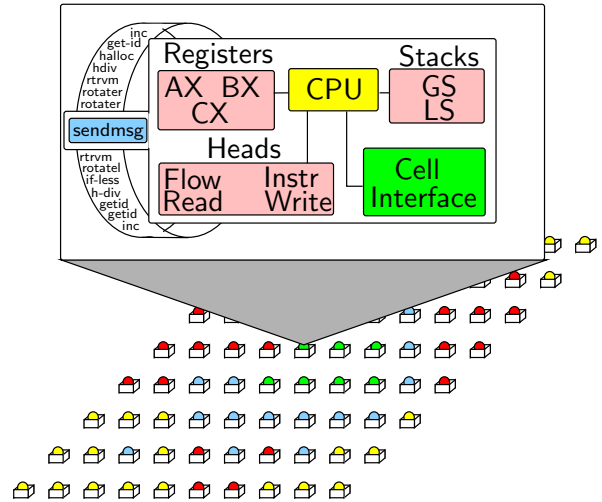 inc
get-id
halloc
hdiv
rtrvm
rotater
rotater
sendmsg
rtrvm
rotatel
if-less
h-div
getid
getid
inc
Registers
AX BX
CX
CPU
Stacks
GS
LS
Heads
Flow Instr
Read Write
Cell
Interface